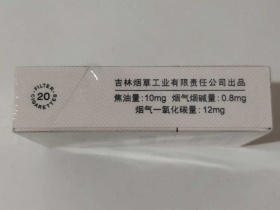 FILTER
20
CIGARETTES
吉林烟草工业有限责任公司出品
焦油量:10mg 烟气烟碱量:0.8mg
烟气一氧化碳量:12mg